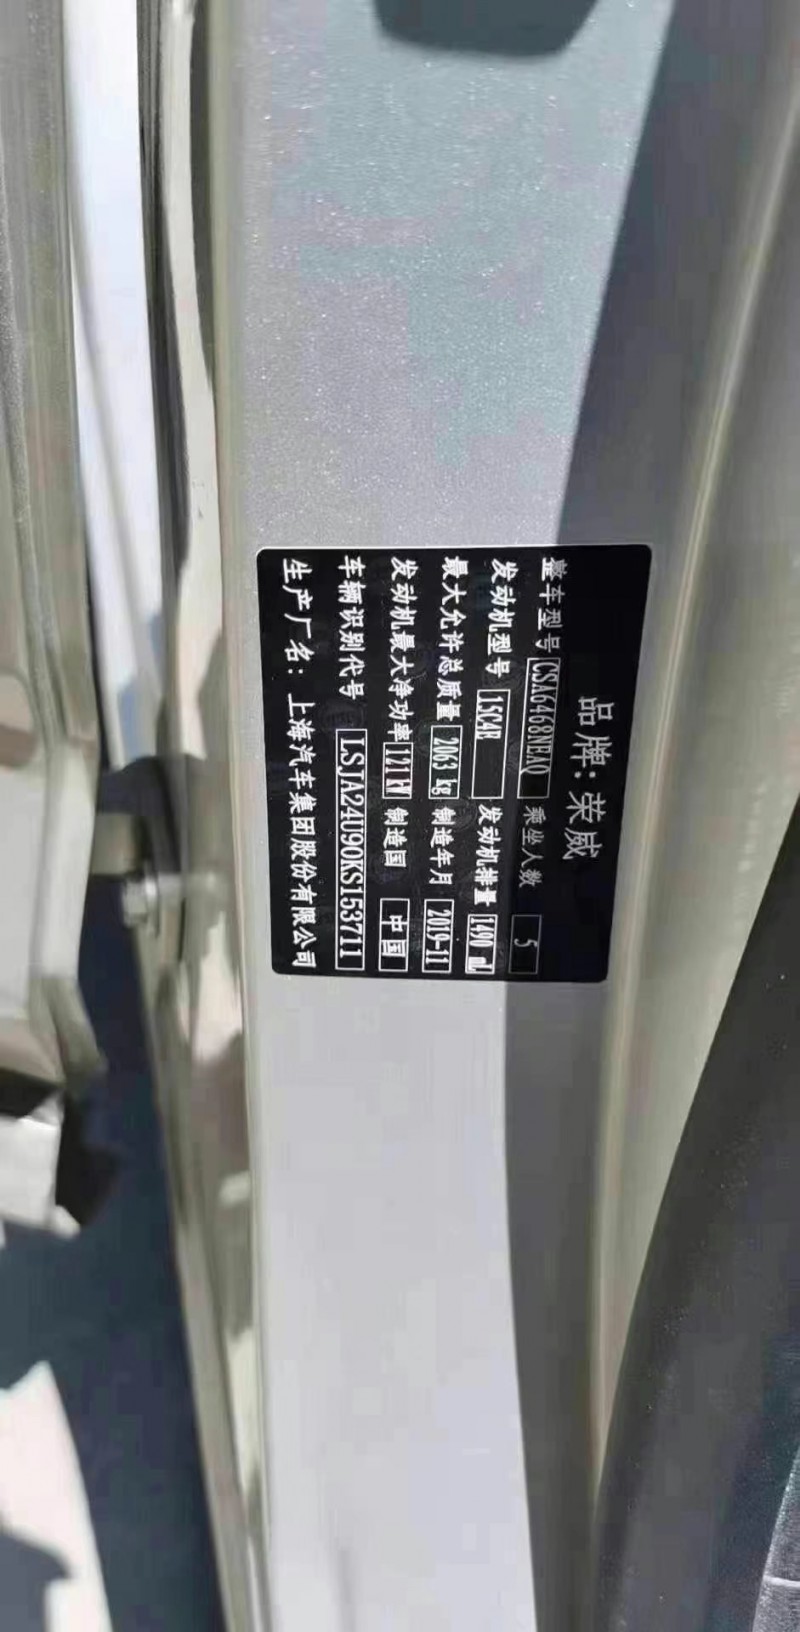 品牌: 荣威
整车型号 CSA6468NEAQ 乘坐人数 5
发动机型号 15C4E 发动机排量 1490 mL
最大允许总质量 2063 kg 制造年月 2019-11
发动机最大净功率 121 kW 制造国 中国
车辆识别代号 LSJA24U90KS153711
生产厂名: 上海汽车集团股份有限公司